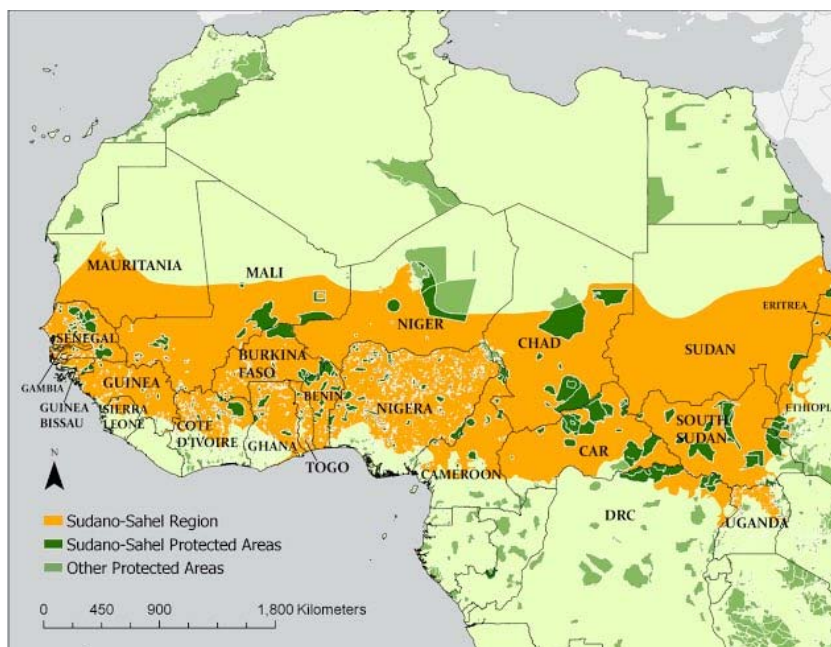 MAURITANIA
MALI
NIGER
CHAD
SUDAN
ERITREA
SENEGAL
GAMBIA
GUINEA
BISSAU
GUINEA
SIERRA
LEONE
COTE
D'IVOIRE
BURKINA
FASO
GHANA
TOGO
BENIN
NIGERA
CAMEROON
CAR
SOUTH
SUDAN
ETHIOPI
DRC
UGANDA
N
Sudano-Sahel Region
Sudano-Sahel Protected Areas
Other Protected Areas
0 450 900 1,800 Kilometers